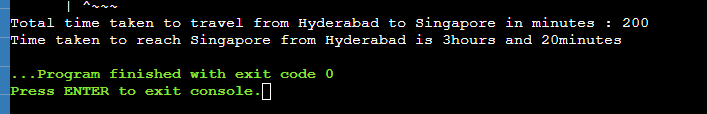 | ^~~~
Total time taken to travel from Hyderabad to Singapore in minutes : 200
Time taken to reach Singapore from Hyderabad is 3hours and 20minutes
...Program finished with exit code 0
Press ENTER to exit console.